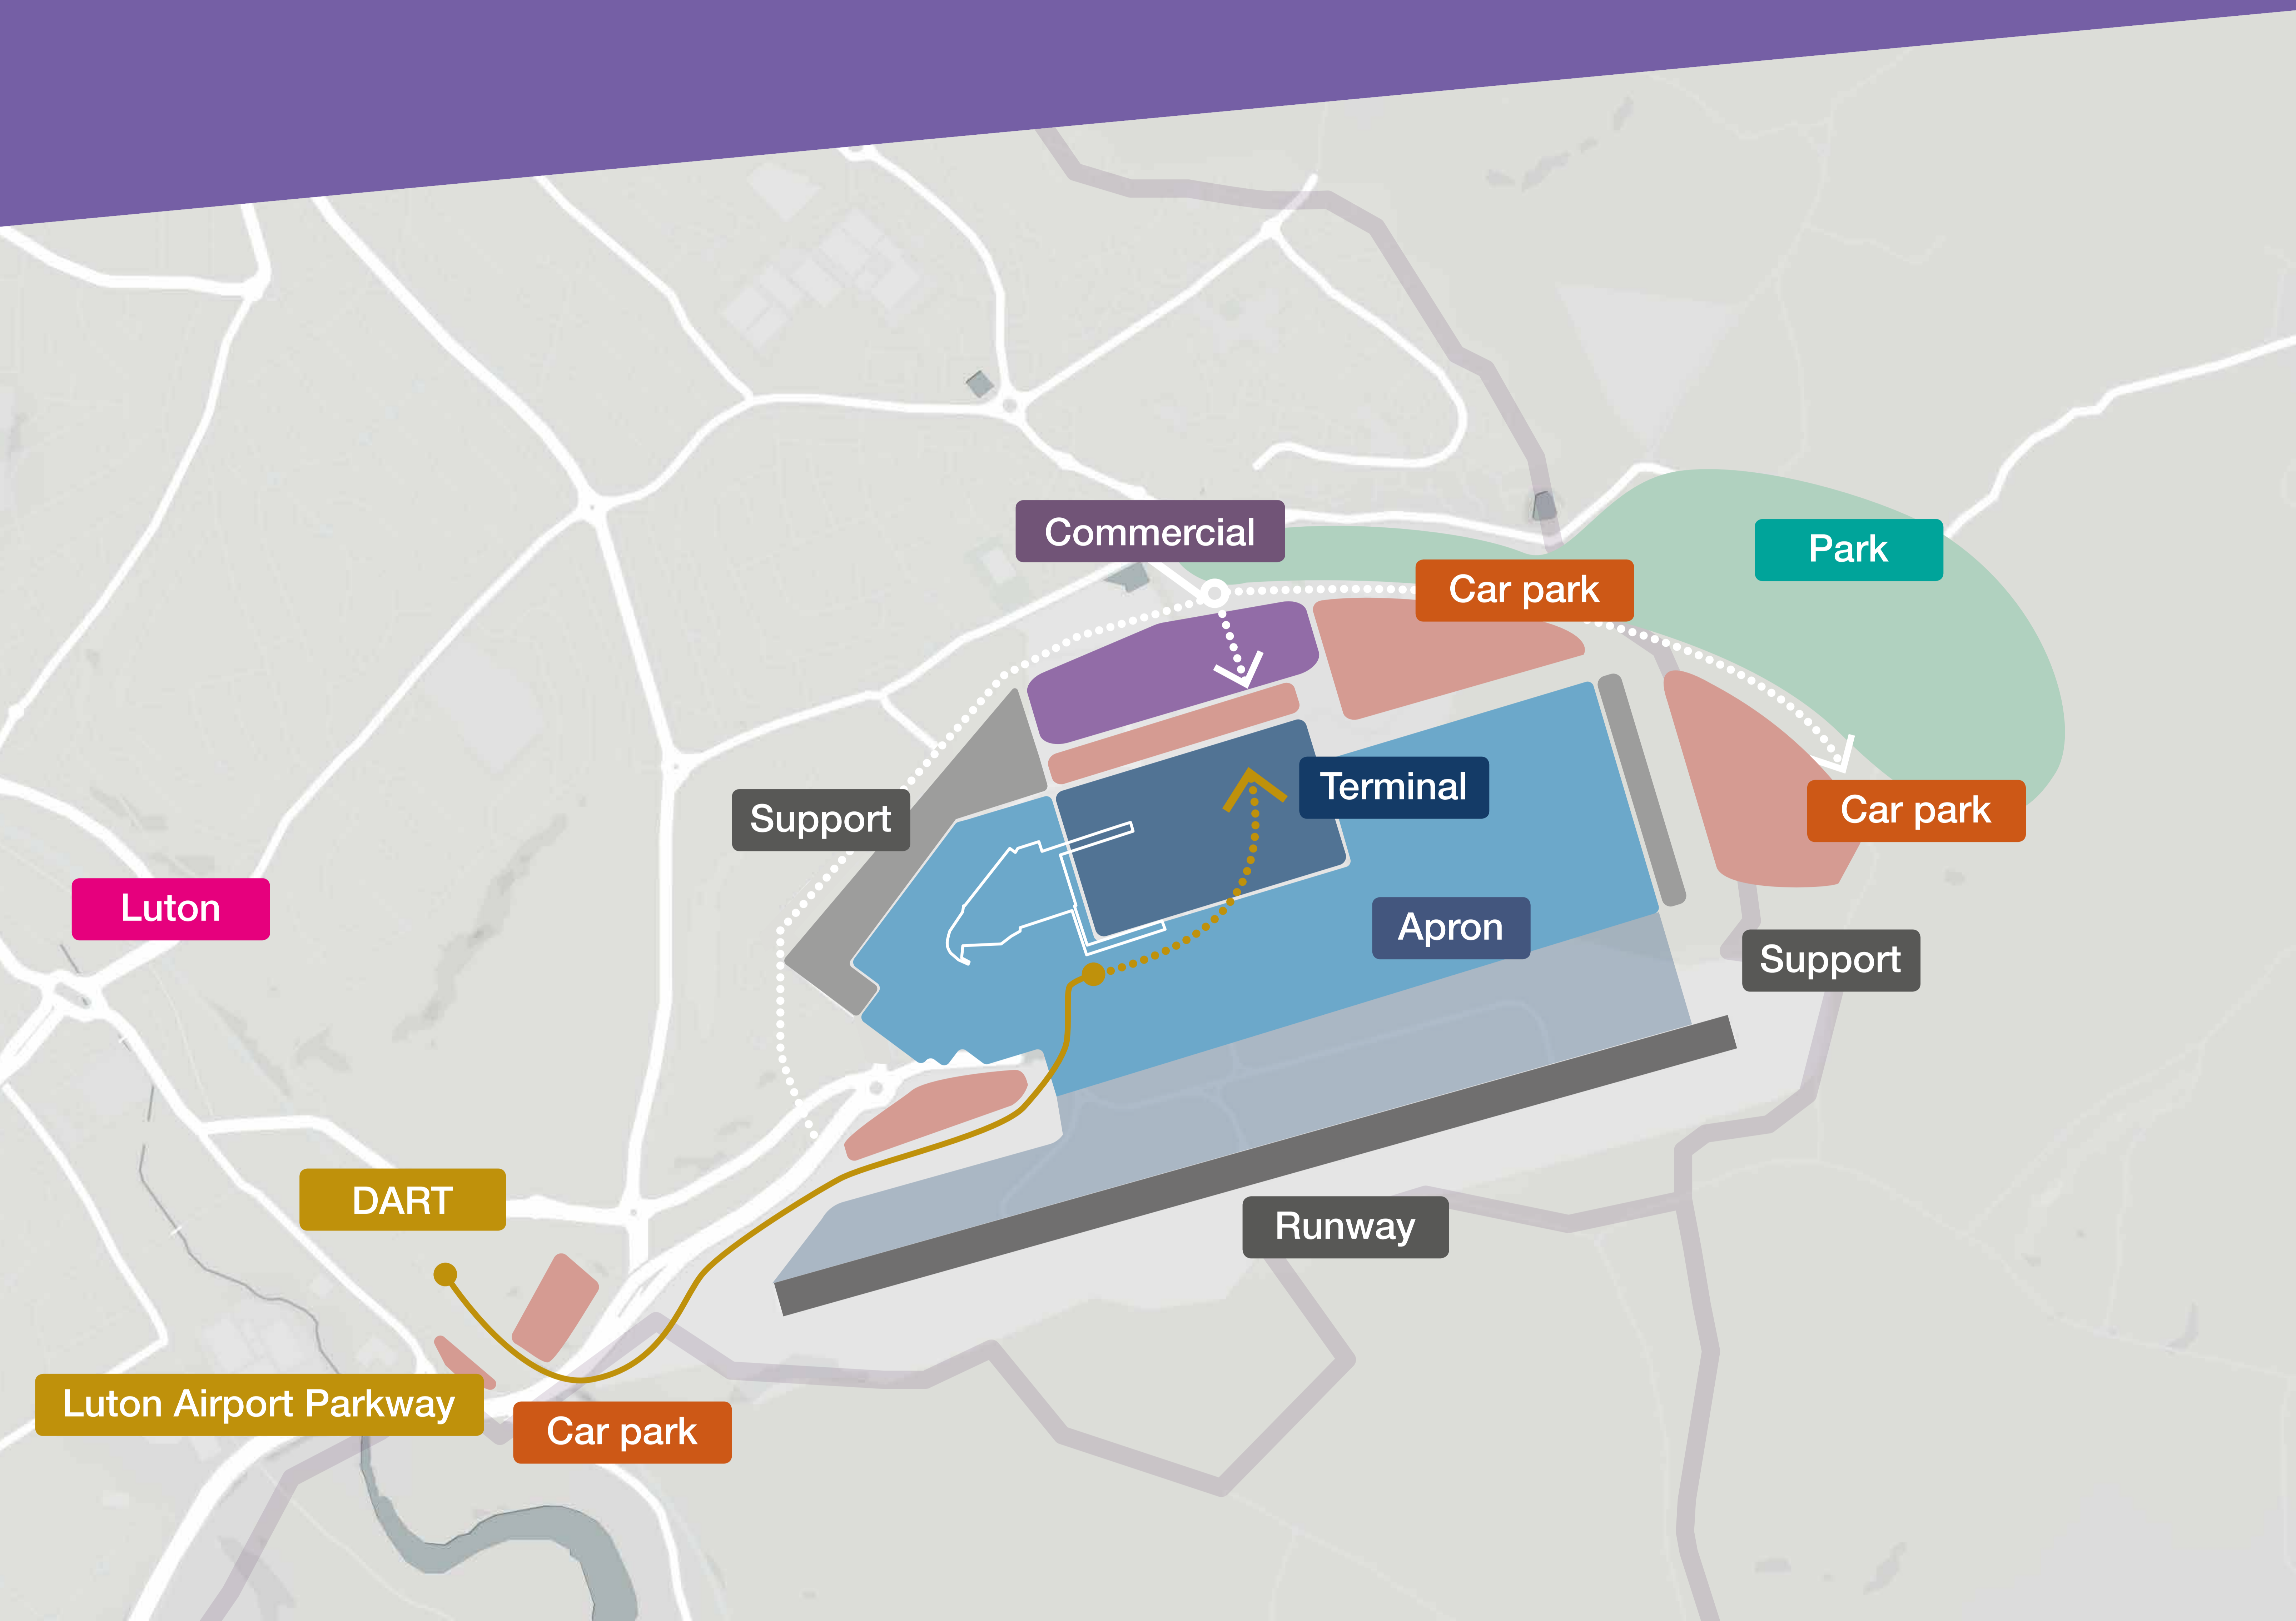 Commercial
Park
Car park
Terminal
Support
Car park
Luton
Apron
Support
DART
Runway
Luton Airport Parkway
Car park